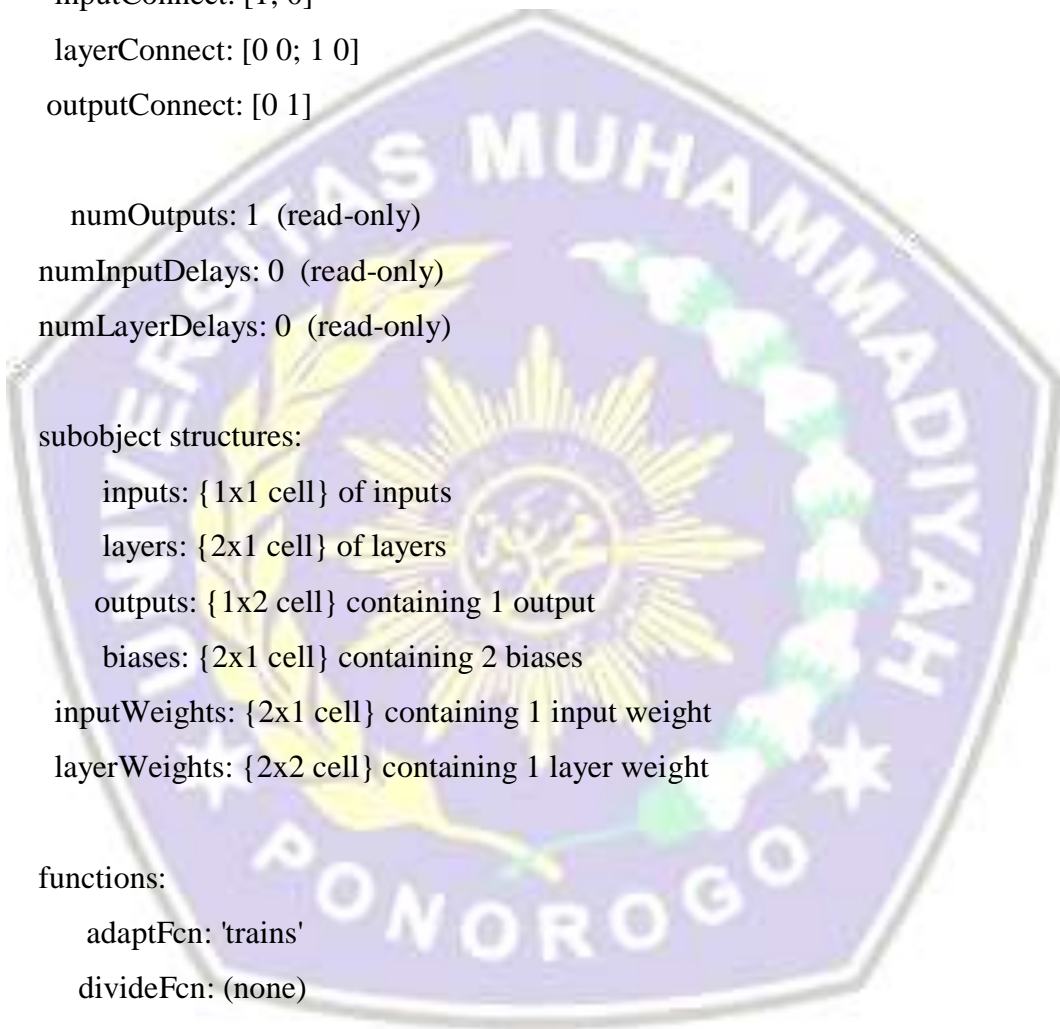 inputConnect: [1; 0]
layerConnect: [0 0; 1 0]
outputConnect: [0 1]
numOutputs: 1 (read-only)
numInputDelays: 0 (read-only)
numLayerDelays: 0 (read-only)
subobject structures:
inputs: {1x1 cell} of inputs
layers: {2x1 cell} of layers
outputs: {1x2 cell} containing 1 output
biases: {2x1 cell} containing 2 biases
inputWeights: {2x1 cell} containing 1 input weight
layerWeights: {2x2 cell} containing 1 layer weight
functions:
adaptFcn: 'trains'
divideFcn: (none)
UNIVERSITAS MUHAMMADIYAH
PONOROGO